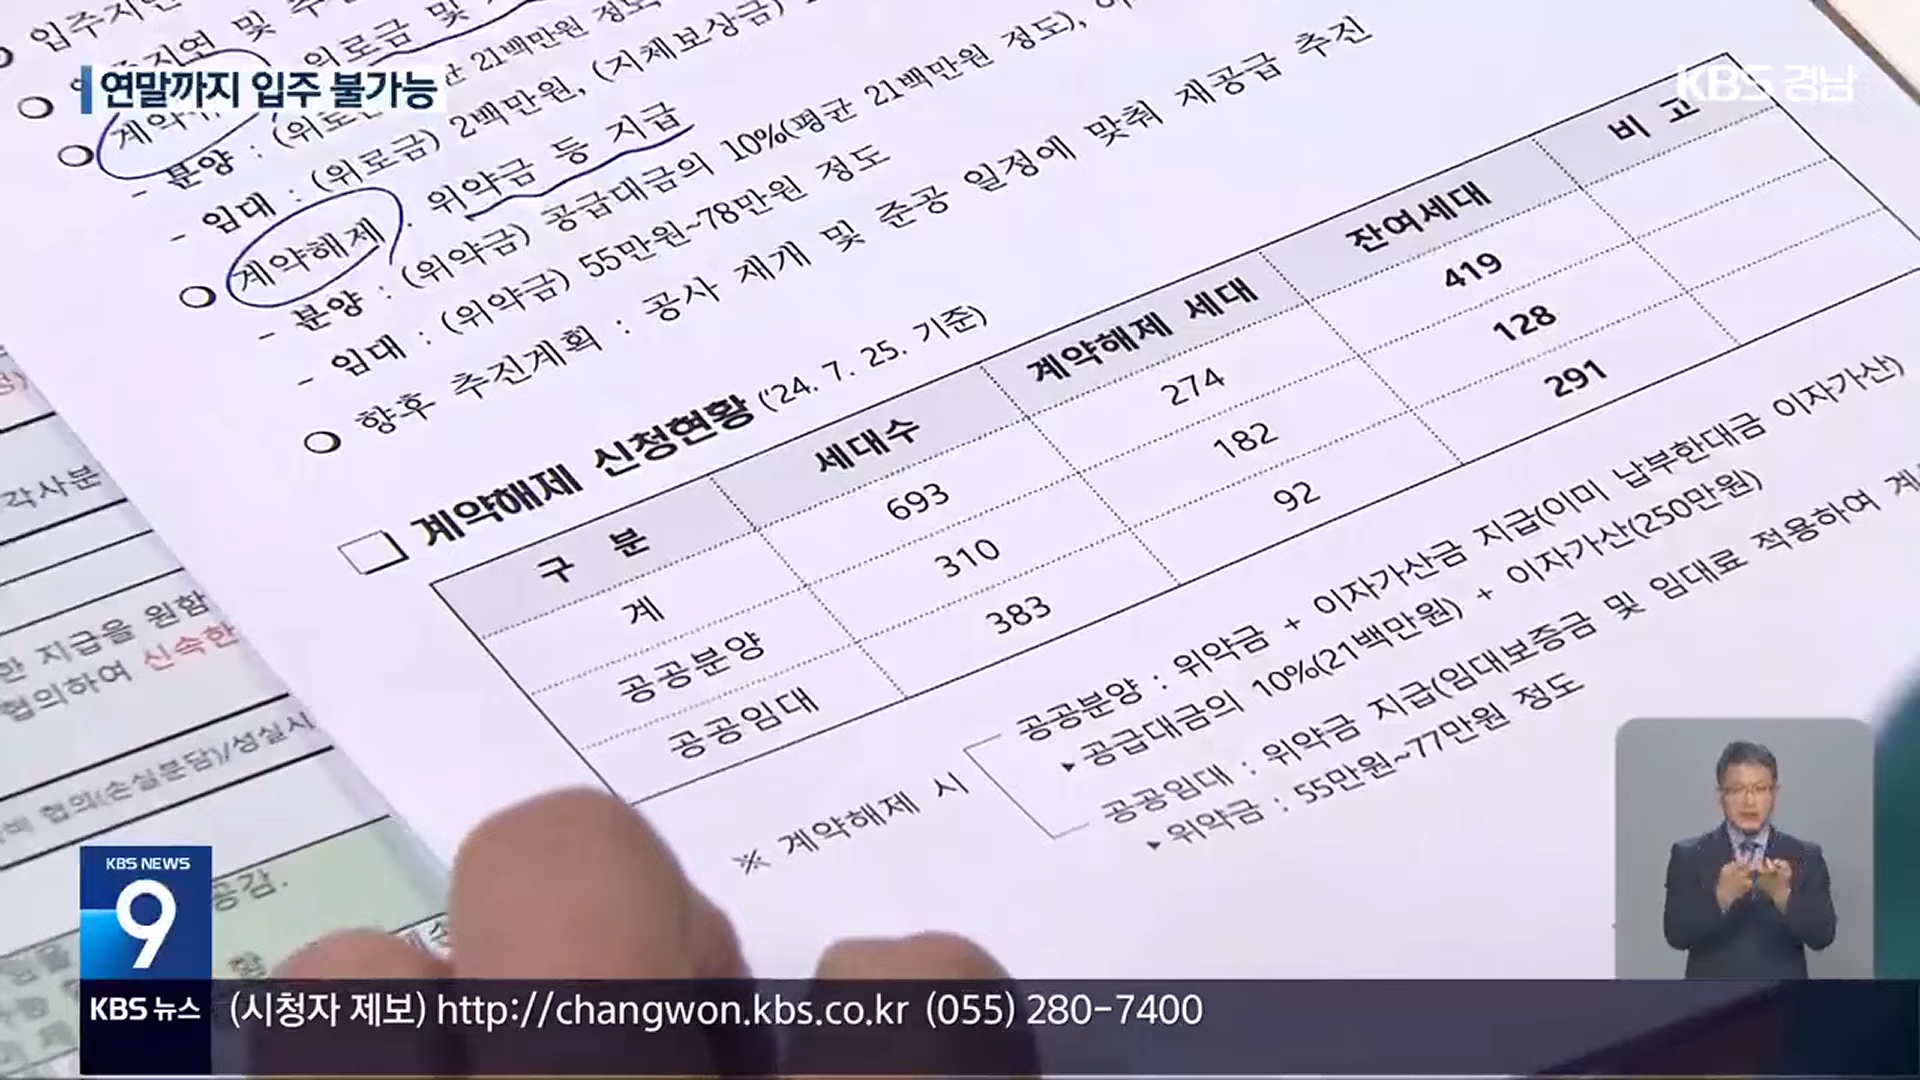 연말까지 입주 불가능
KBS 경남
위로금 및
21백만원 정도
- 분양 : (위로
- 임대 : (위로금) 2백만원, (지체보상금)
계약해제 : 위약금 등 지급
- 분양 : (위약금) 공급대금의 10%(평균 21백만원 정도),
- 임대 : (위약금) 55만원~78만원 정도
향후 추진계획 : 공사 재개 및 준공 일정에 맞춰 재공급 추진
□ 계약해제 신청현황 ('24. 7. 25. 기준)
구 분 세대수 계약해제 세대 잔여세대 비 고
계 693 274 419
공공분양 310 182 128
공공임대 383 92 291
※ 계약해제 시
공공분양 : 위약금 + 이자가산금 지급(이미 납부한대금 이자가산)
▸공급대금의 10%(21백만원) + 이자가산(250만원)
공공임대 : 위약금 지급(임대보증금 및 임대료 적용하여
▸위약금 : 55만원~77만원 정도
각사분
한 지급을 원함
협의하여 신속한
협의(손실분담)/성실시
공감.
KBS NEWS
9
KBS 뉴스
(시청자 제보) http://changwon.kbs.co.kr (055) 280-7400